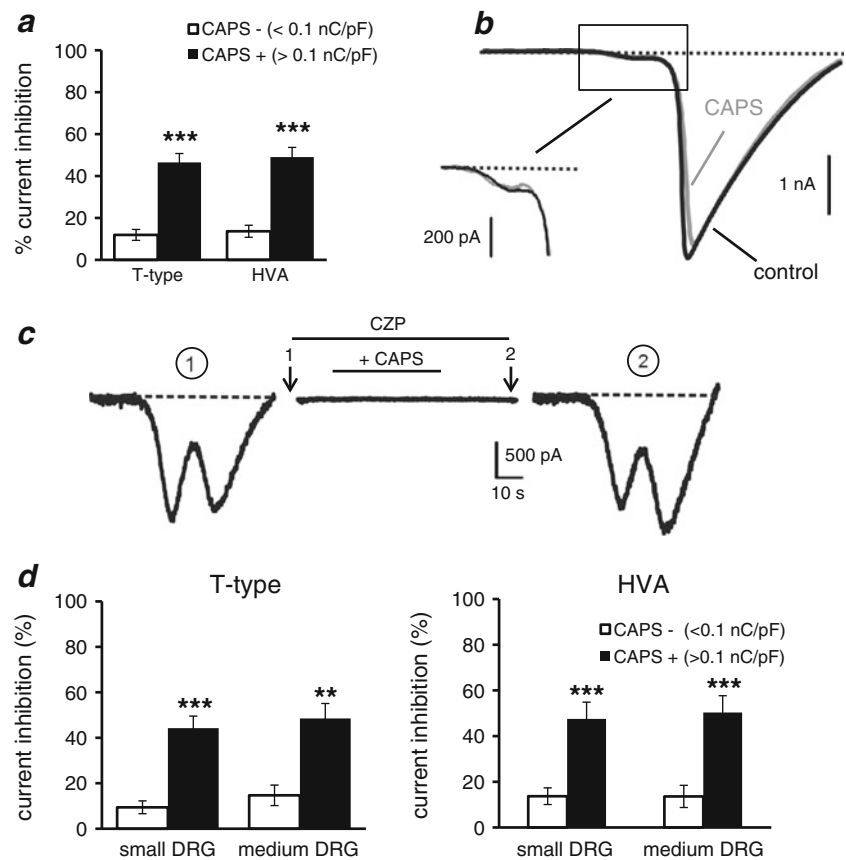 a
CAPS - (< 0.1 nC/pF)
CAPS + (> 0.1 nC/pF)
% current inhibition
100
80
60
40
20
0
***
***
T-type
HVA
b
CAPS
1 nA
200 pA
control
c
CZP
1
+ CAPS
2
1
2
500 pA
10 s
d
T-type
current inhibition (%)
100
80
60
40
20
0
***
**
small DRG
medium DRG
HVA
current inhibition (%)
100
80
60
40
20
0
CAPS - (<0.1 nC/pF)
CAPS + (>0.1 nC/pF)
***
***
small DRG
medium DRG